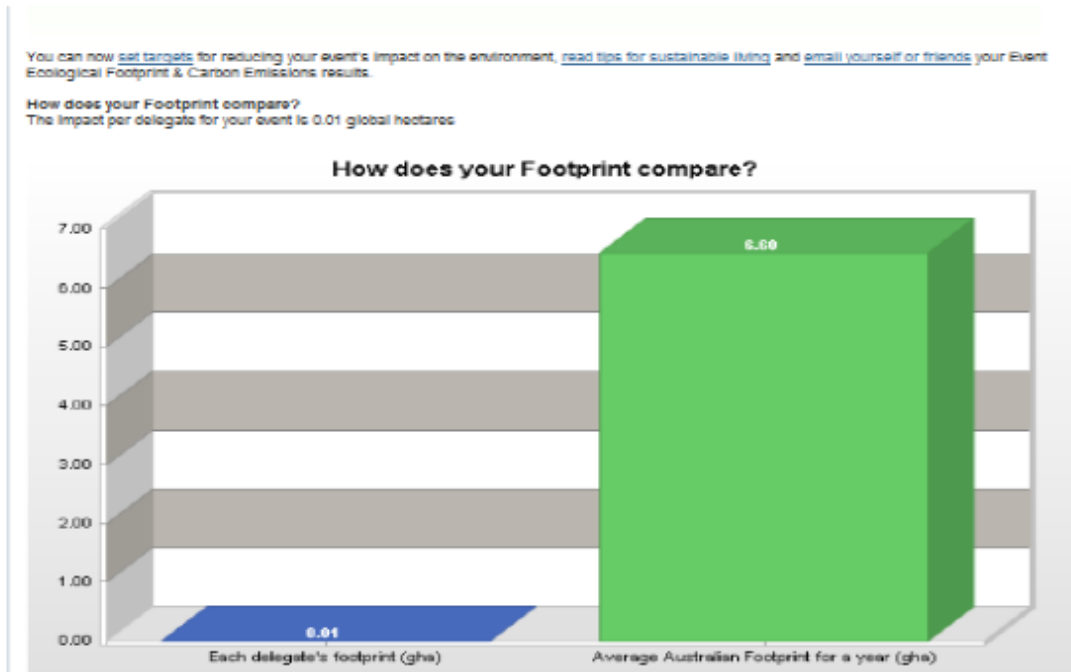 You can now set targets for reducing your event's impact on the environment, read tips for sustainable living and email yourself or friends your Event
Ecological Footprint & Carbon Emissions results.
How does your Footprint compare?
The impact per delegate for your event is 0.01 global hectares
How does your Footprint compare?
7.00
6.00
5.00
4.00
3.00
2.00
1.00
0.00
6.60
0.01
Each delegate's footprint (gha)
Average Australian Footprint for a year (gha)